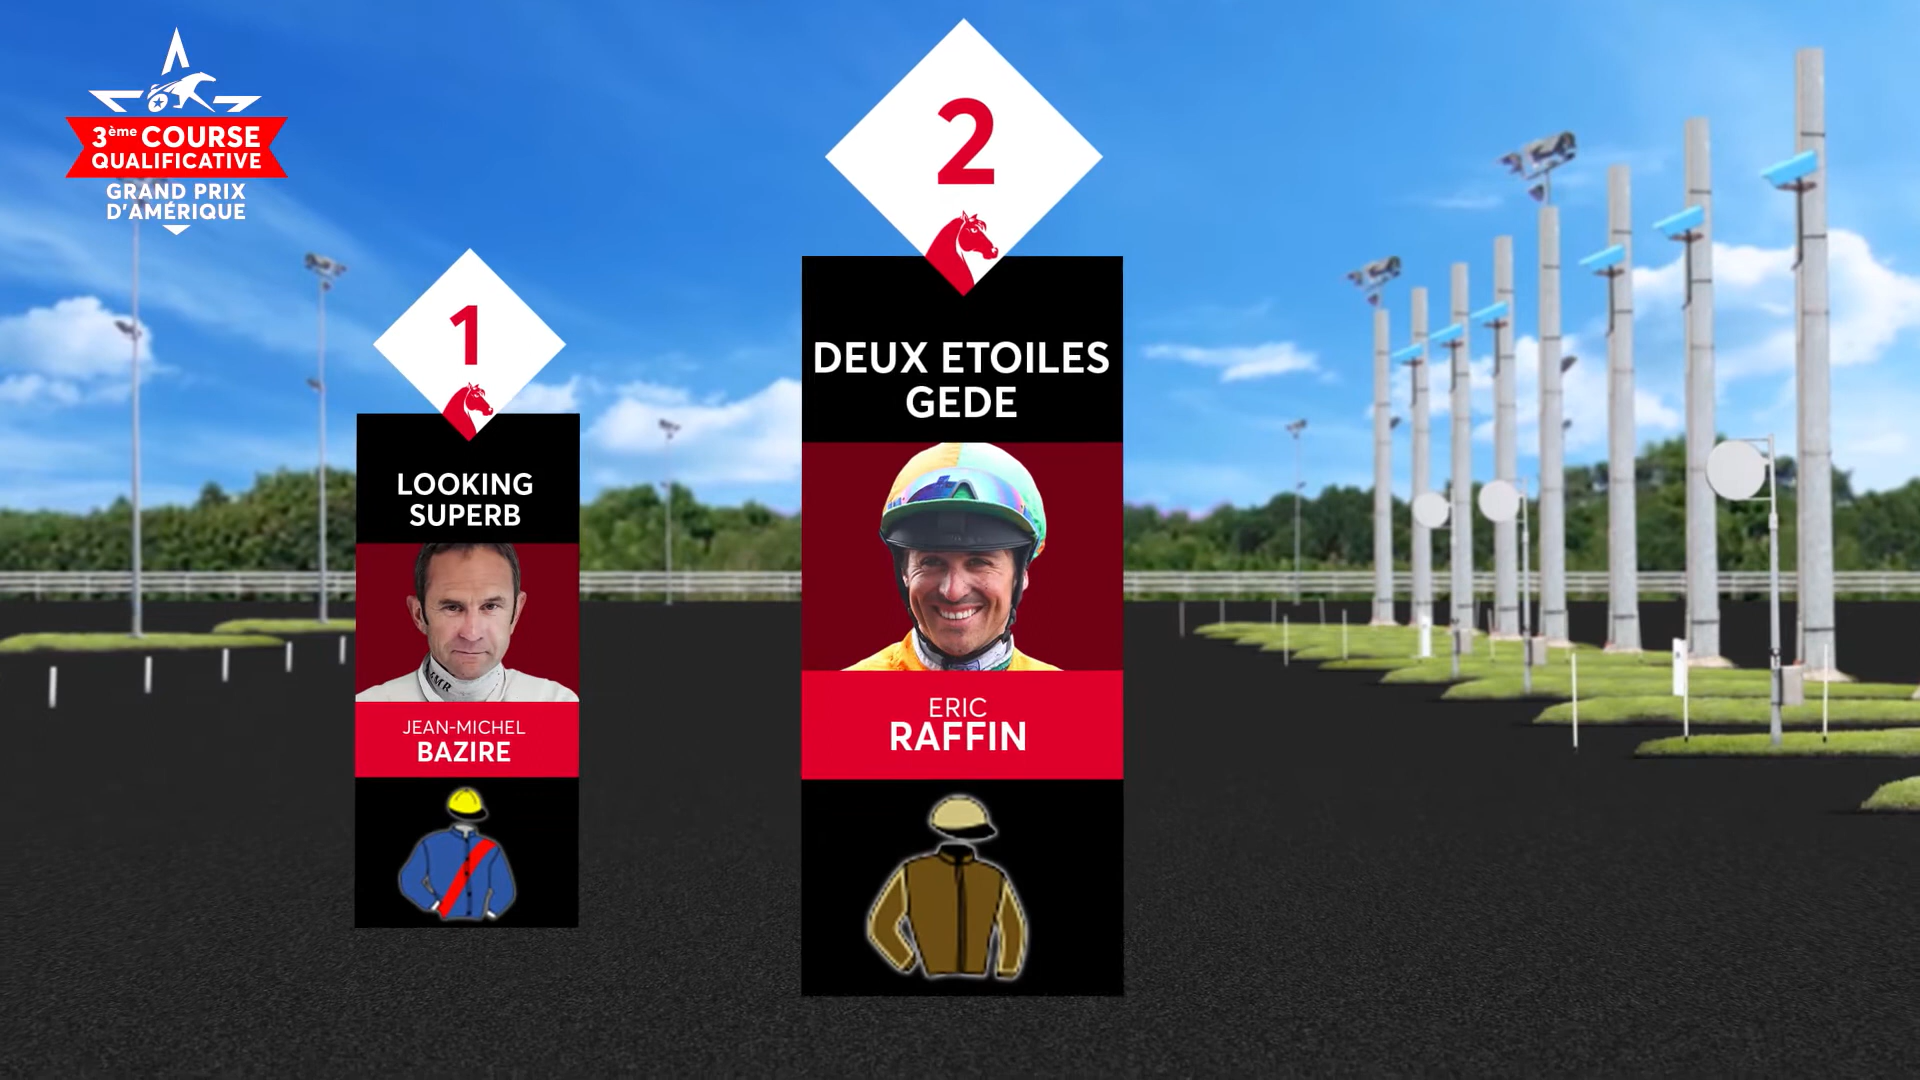 3ème COURSE
QUALIFICATIVE
GRAND PRIX
D'AMÉRIQUE
1
LOOKING
SUPERB
JEAN-MICHEL
BAZIRE
2
DEUX ETOILES
GEDE
ERIC
RAFFIN